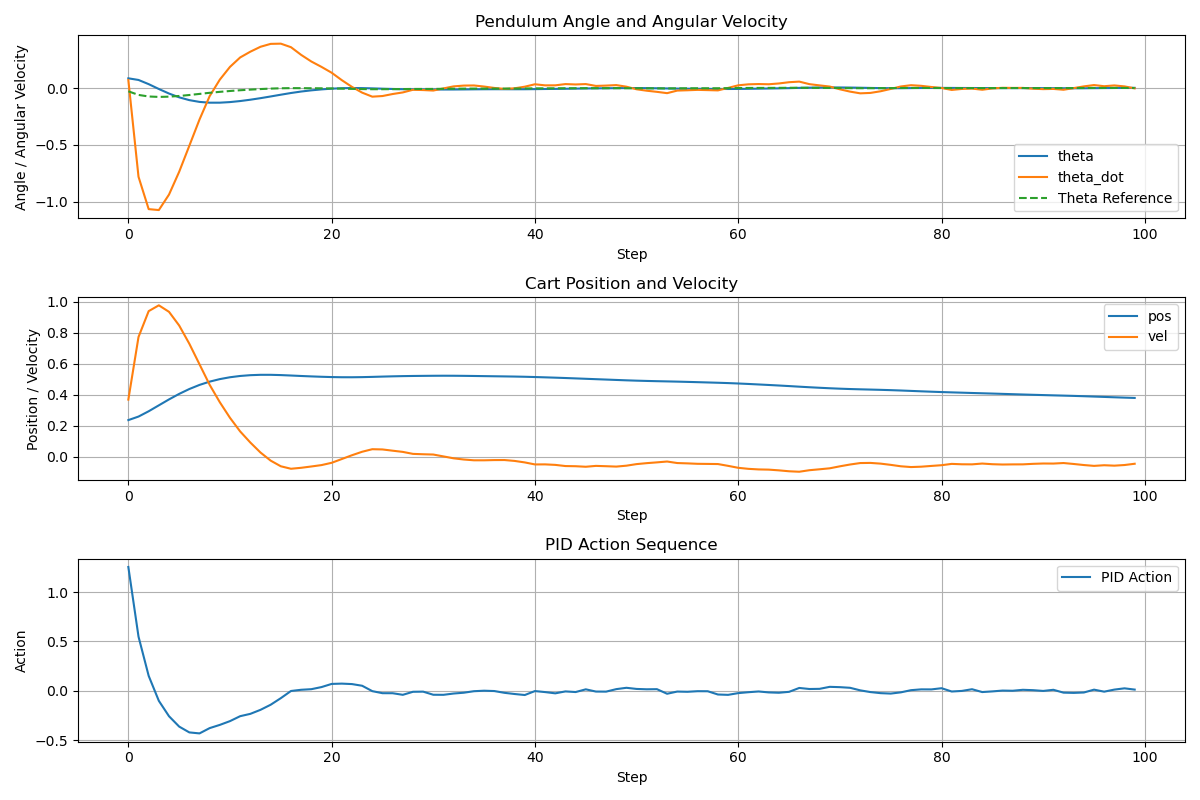 Pendulum Angle and Angular Velocity
Angle / Angular Velocity
0.0
−0.5
−1.0
theta
theta_dot
Theta Reference
0 20 40 60 80 100
Step
Cart Position and Velocity
Position / Velocity
1.0
0.8
0.6
0.4
0.2
0.0
pos
vel
0 20 40 60 80 100
Step
PID Action Sequence
Action
1.0
0.5
0.0
−0.5
PID Action
0 20 40 60 80 100
Step